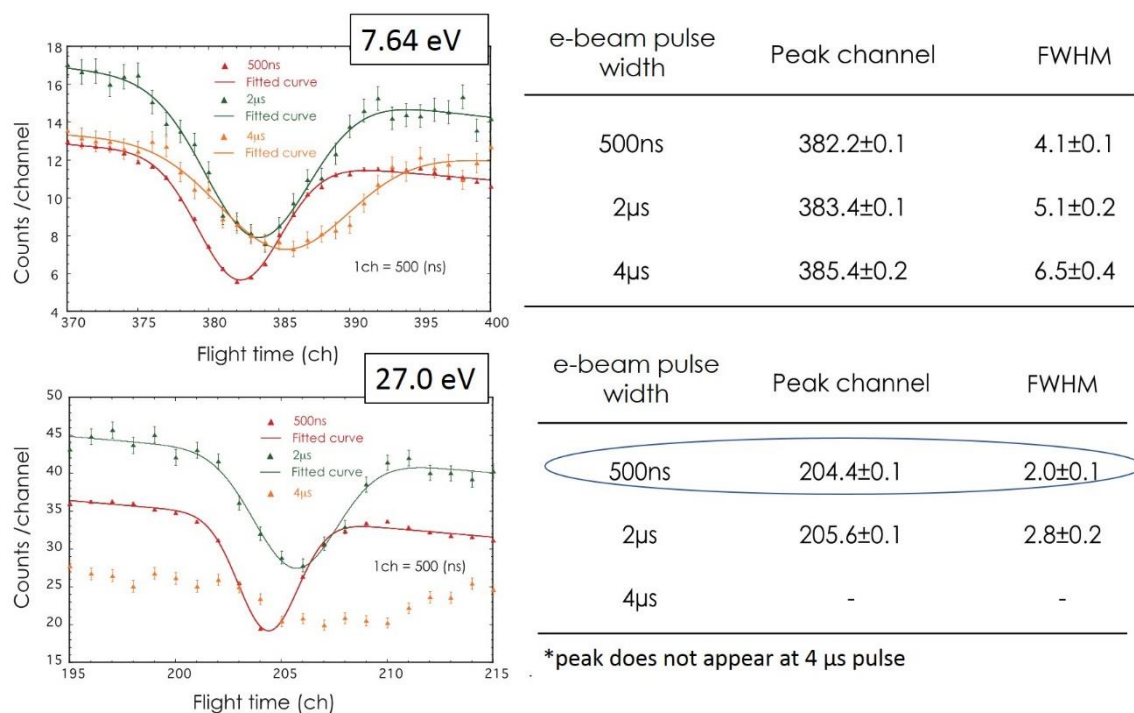 7.64 eV
18
16
14
12
10
8
6
4
Counts /channel
500ns
Fitted curve
2µs
Fitted curve
4µs
Fitted curve
1ch = 500 (ns)
370 375 380 385 390 395 400
Flight time (ch)
e-beam pulse width Peak channel FWHM
500ns 382.2±0.1 4.1±0.1
2µs 383.4±0.1 5.1±0.2
4µs 385.4±0.2 6.5±0.4
27.0 eV
50
45
40
35
30
25
20
15
Counts /channel
500ns
Fitted curve
2µs
Fitted curve
4µs
1ch = 500 (ns)
195 200 205 210 215
Flight time (ch)
e-beam pulse width Peak channel FWHM
500ns 204.4±0.1 2.0±0.1
2µs 205.6±0.1 2.8±0.2
4µs - -
*peak does not appear at 4 µs pulse